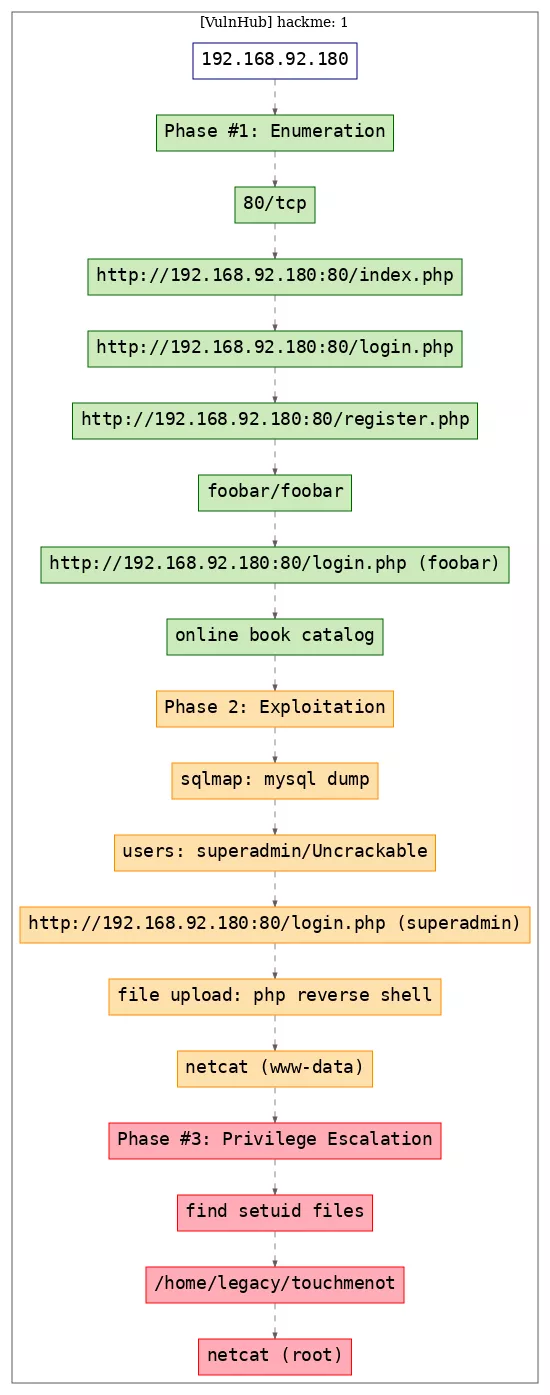 [VulnHub] hackme: 1
192.168.92.180
Phase #1: Enumeration
80/tcp
http://192.168.92.180:80/index.php
http://192.168.92.180:80/login.php
http://192.168.92.180:80/register.php
foobar/foobar
http://192.168.92.180:80/login.php (foobar)
online book catalog
Phase 2: Exploitation
sqlmap: mysql dump
users: superadmin/Uncrackable
http://192.168.92.180:80/login.php (superadmin)
file upload: php reverse shell
netcat (www-data)
Phase #3: Privilege Escalation
find setuid files
/home/legacy/touchmenot
netcat (root)